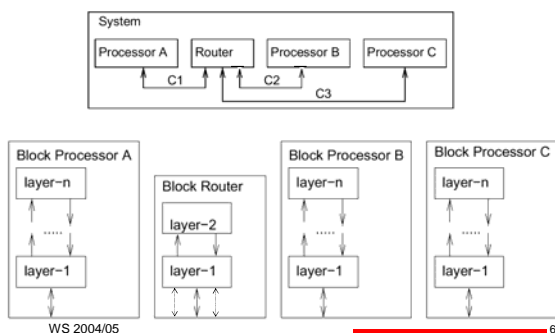 System
Processor A Router Processor B Processor C
C1 C2
C3
Block Processor A
layer-n
.....
layer-1
Block Router
layer-2
layer-1
Block Processor B
layer-n
.....
layer-1
Block Processor C
layer-n
.....
layer-1
WS 2004/05
6